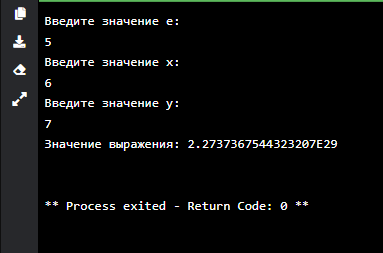 Введите значение e:
5
Введите значение x:
6
Введите значение y:
7
Значение выражения: 2.2737367544323207E29
** Process exited - Return Code: 0 **